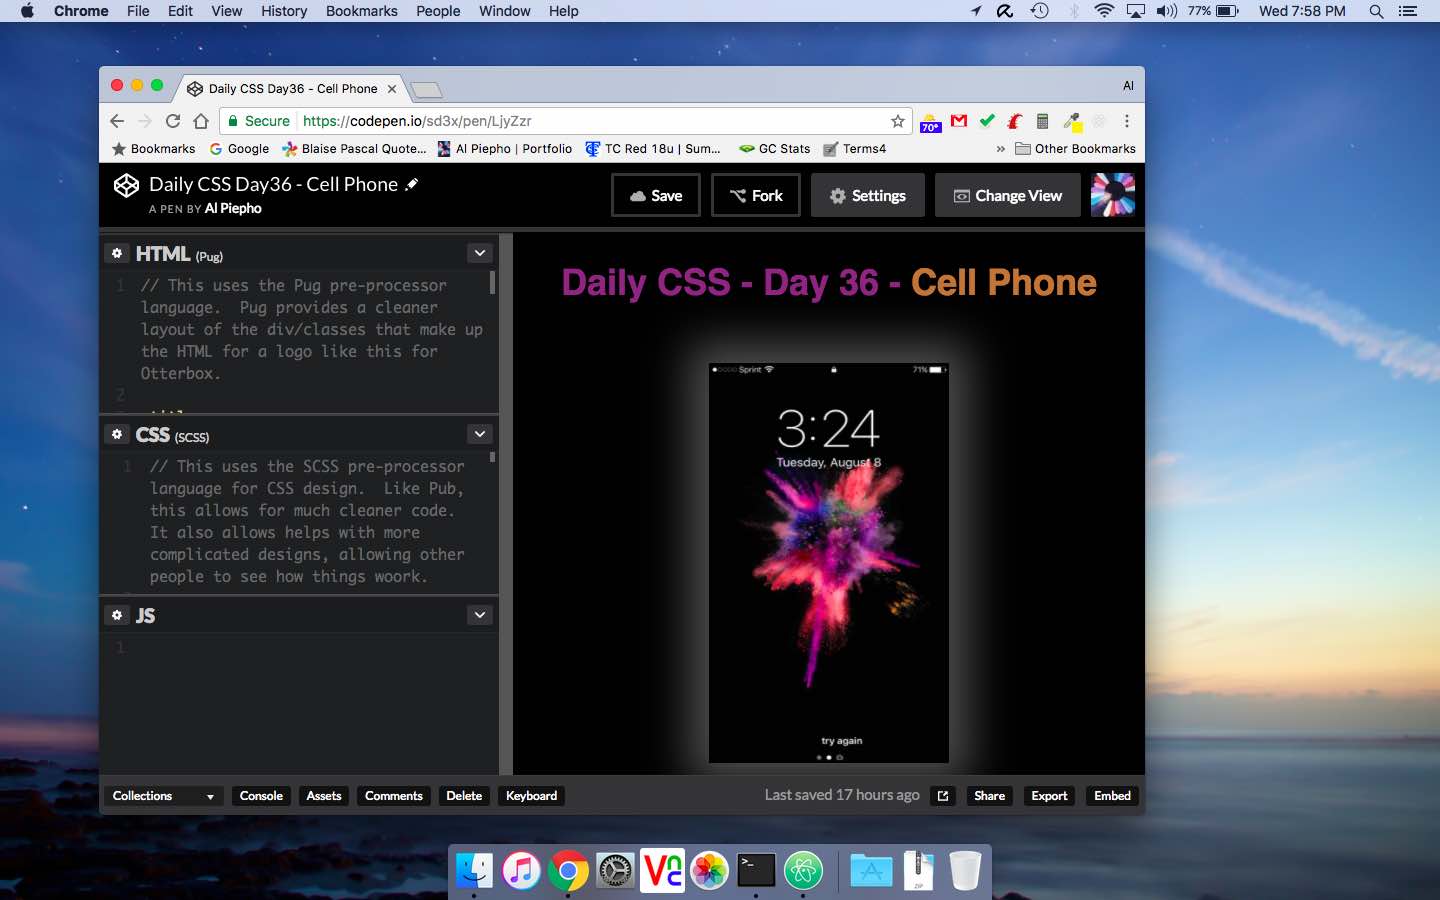 Chrome File Edit View History Bookmarks People Window Help 77% Wed 7:58 PM
Daily CSS Day36 - Cell Phone
Al
Secure https://codepen.io/sd3x/pen/LjyZzr
70°
Bookmarks Google Blaise Pascal Quote... Al Piepho | Portfolio TC Red 18u | Sum... GC Stats Terms4 » Other Bookmarks
Daily CSS Day36 - Cell Phone
A PEN BY Al Piepho
Save Fork Settings Change View
HTML (Pug)
1 // This uses the Pug pre-processor
language. Pug provides a cleaner
layout of the div/classes that make up
the HTML for a logo like this for
Otterbox.
2
CSS (SCSS)
1 // This uses the SCSS pre-processor
language for CSS design. Like Pub,
this allows for much cleaner code.
It also allows helps with more
complicated designs, allowing other
people to see how things woork.
JS
1
Daily CSS - Day 36 - Cell Phone
Sprint 71%
3:24
Tuesday, August 8
try again
Collections Console Assets Comments Delete Keyboard Last saved 17 hours ago Share Export Embed
VNC
>_
ZIP